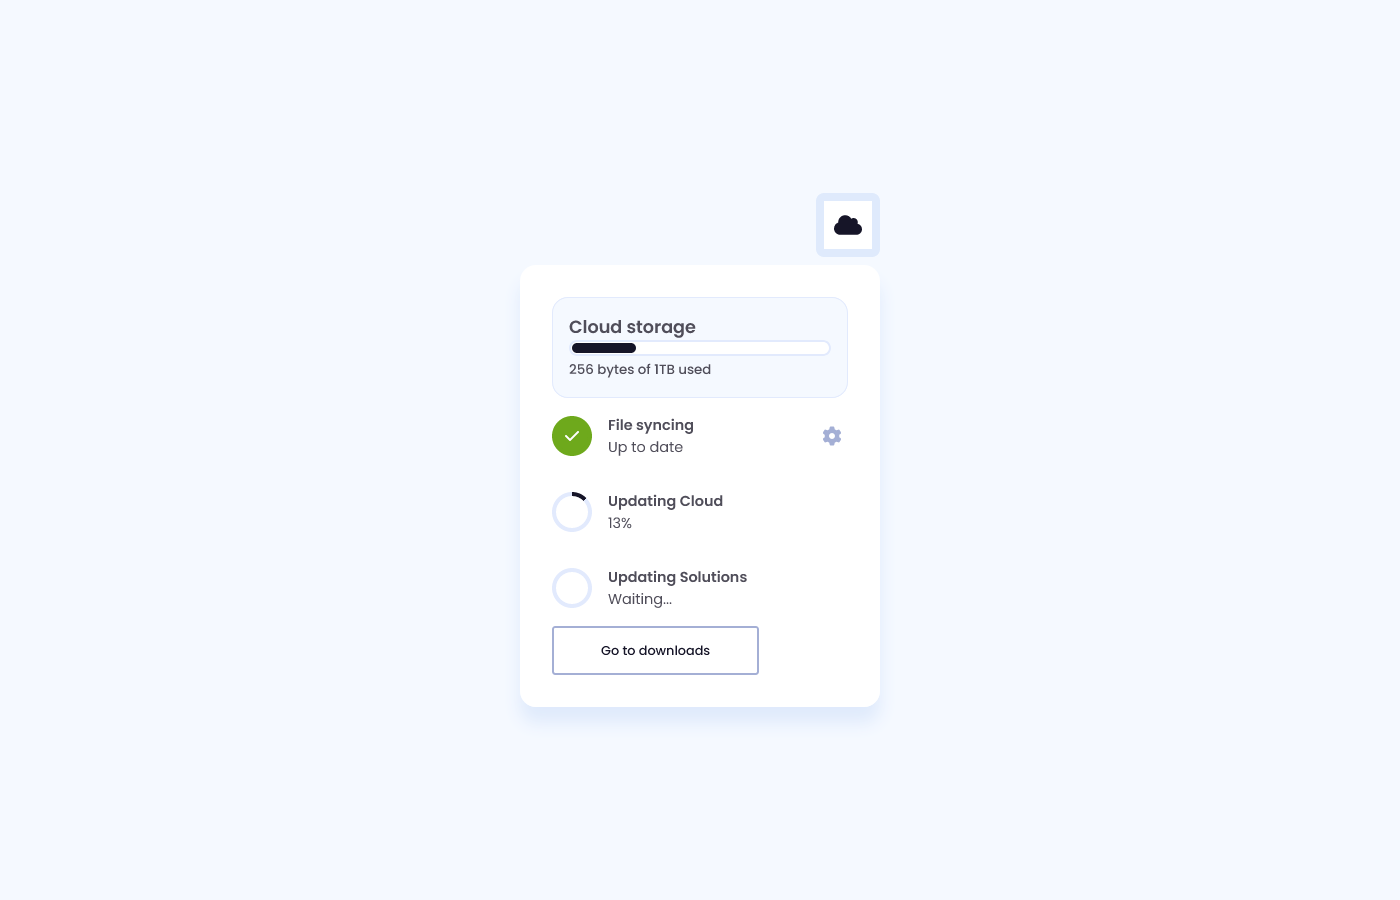 Cloud storage
256 bytes of 1TB used
File syncing
Up to date
Updating Cloud
13%
Updating Solutions
Waiting...
Go to downloads